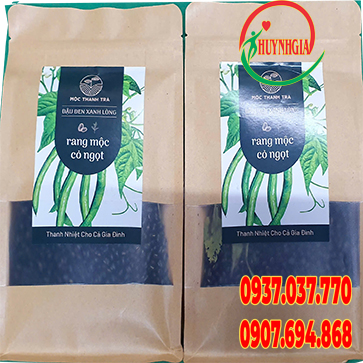 MỘC THANH TRÀ
ĐẬU ĐEN XANH LÒNG
rang mộc
cỏ ngọt
Thanh Nhiệt Cho Cả Gia Đình
HUYNHGIA
MỘC THANH TRÀ
rang mộc
cỏ ngọt
Thanh Nhiệt Cho Cả Gia Đình
0937.037.770
0907.694.868